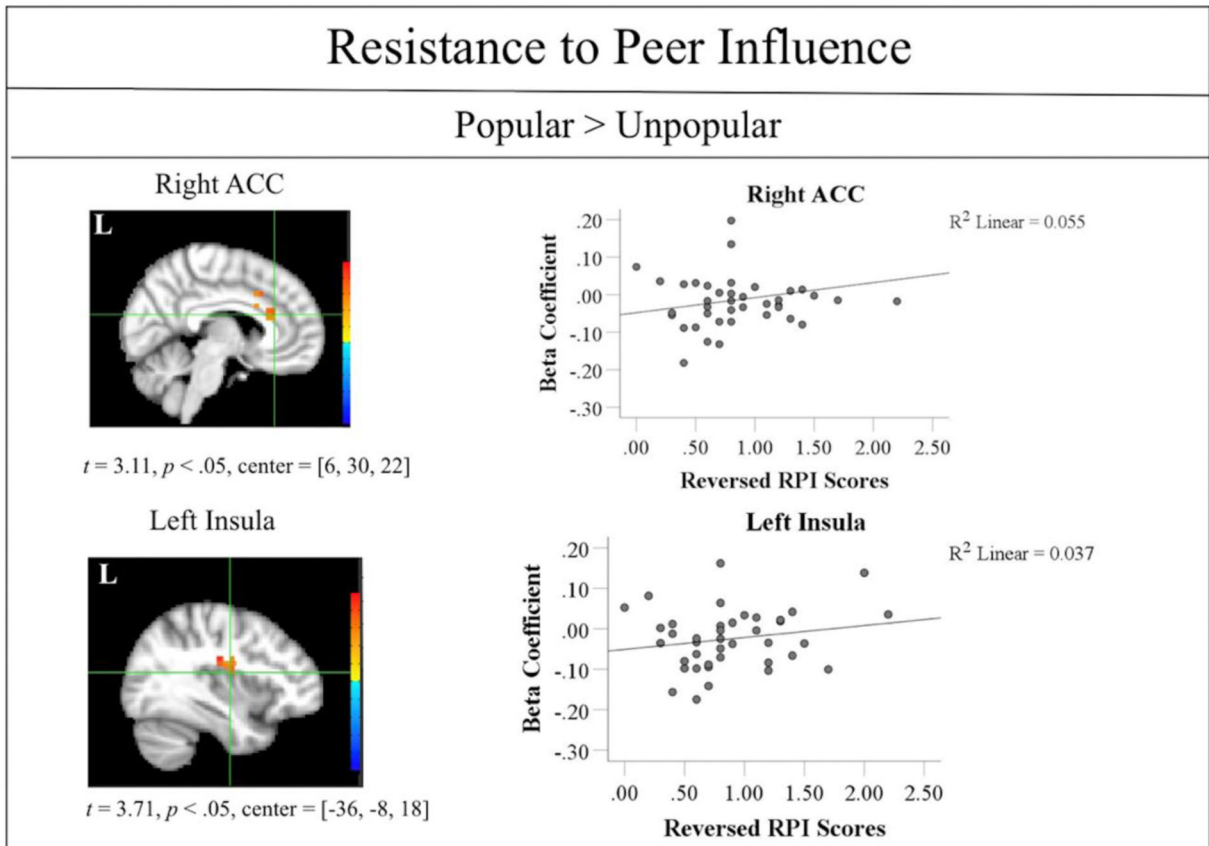 Resistance to Peer Influence
Popular > Unpopular
Right ACC
L
t = 3.11, p < .05, center = [6, 30, 22]
Right ACC
R² Linear = 0.055
Beta Coefficient
.20
.10
.00
-.10
-.20
-.30
.00 .50 1.00 1.50 2.00 2.50
Reversed RPI Scores
Left Insula
L
t = 3.71, p < .05, center = [-36, -8, 18]
Left Insula
R² Linear = 0.037
Beta Coefficient
.20
.10
.00
-.10
-.20
-.30
.00 .50 1.00 1.50 2.00 2.50
Reversed RPI Scores